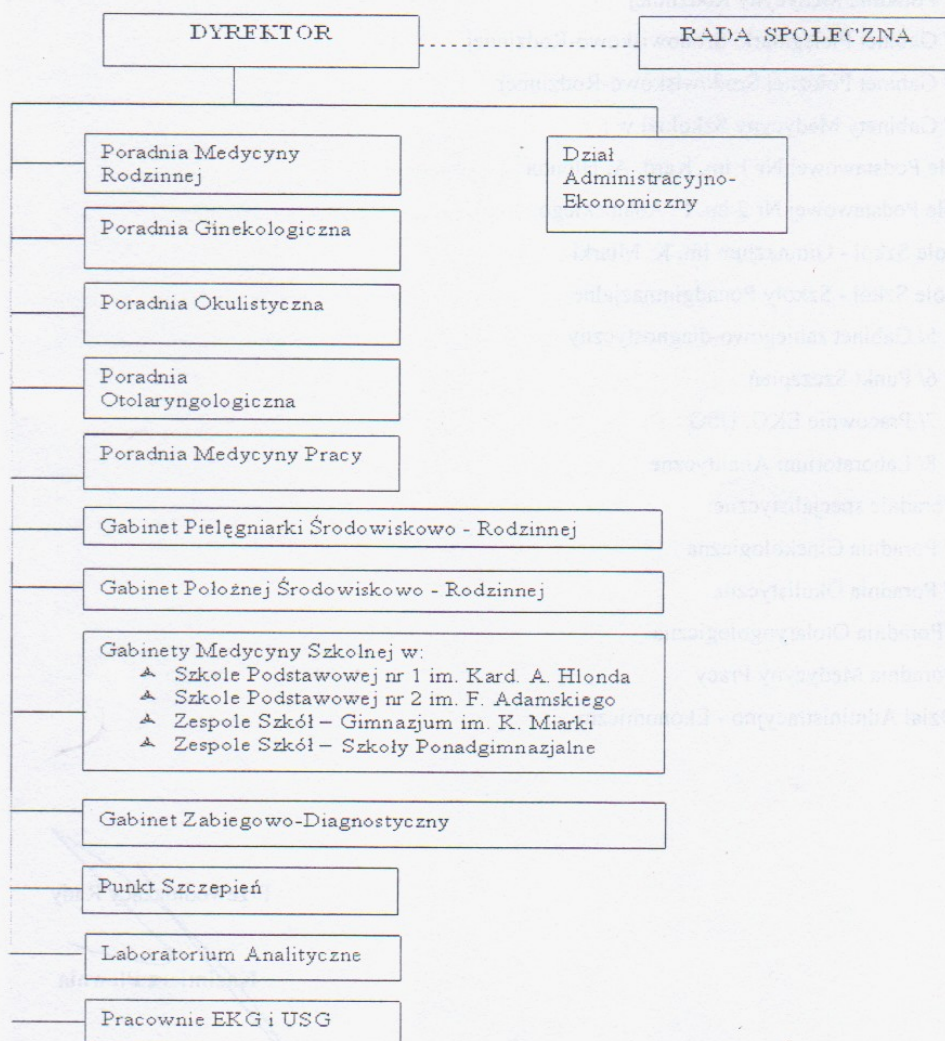 DYREKTOR
RADA SPOŁECZNA
Poradnia Medycyny
Rodzinnej
Dział
Administracyjno-
Ekonomiczny
Poradnia Ginekologiczna
Poradnia Okulistyczna
Poradnia
Otolaryngologiczna
Poradnia Medycyny Pracy
Gabinet Pielęgniarki Środowiskowo - Rodzinnej
Gabinet Położnej Środowiskowo - Rodzinnej
Gabinety Medycyny Szkolnej w:
Szkole Podstawowej nr 1 im. Kard. A. Hlonda
Szkole Podstawowej nr 2 im. F. Adamskiego
Zespole Szkół – Gimnazjum im. K. Miarki
Zespole Szkół – Szkoły Ponadgimnazjalne
Gabinet Zabiegowo-Diagnostyczny
Punkt Szczepień
Laboratorium Analityczne
Pracownie EKG i USG